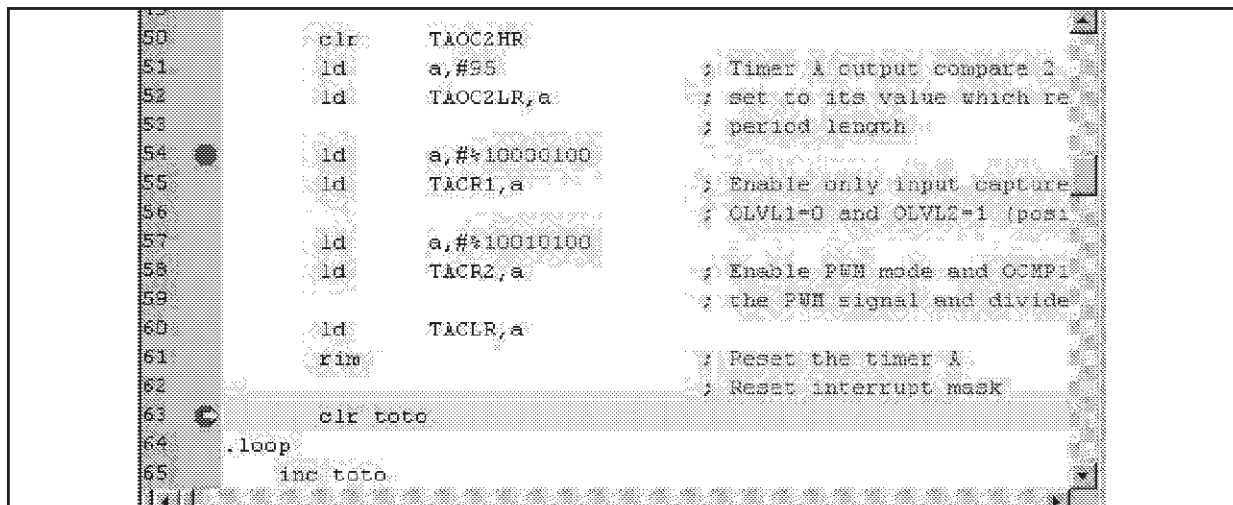 50 clr TAOC2HR
51 ld a,#95 ; Timer A output compare 2
52 ld TAOC2LR,a ; set to its value which re
53 ; period length
54 ld a,#%10000100
55 ld TACR1,a ; Enable only input capture
56 ; OLVL1=0 and OLVL2=1 (posi
57 ld a,#%10010100
58 ld TACR2,a ; Enable PWM mode and OCMP1
59 ; the PWM signal and divide
60 ld TACLR,a
61 rim ; Reset the timer A
62 ; Reset interrupt mask
63 clr toto
64 .loop
65 inc toto